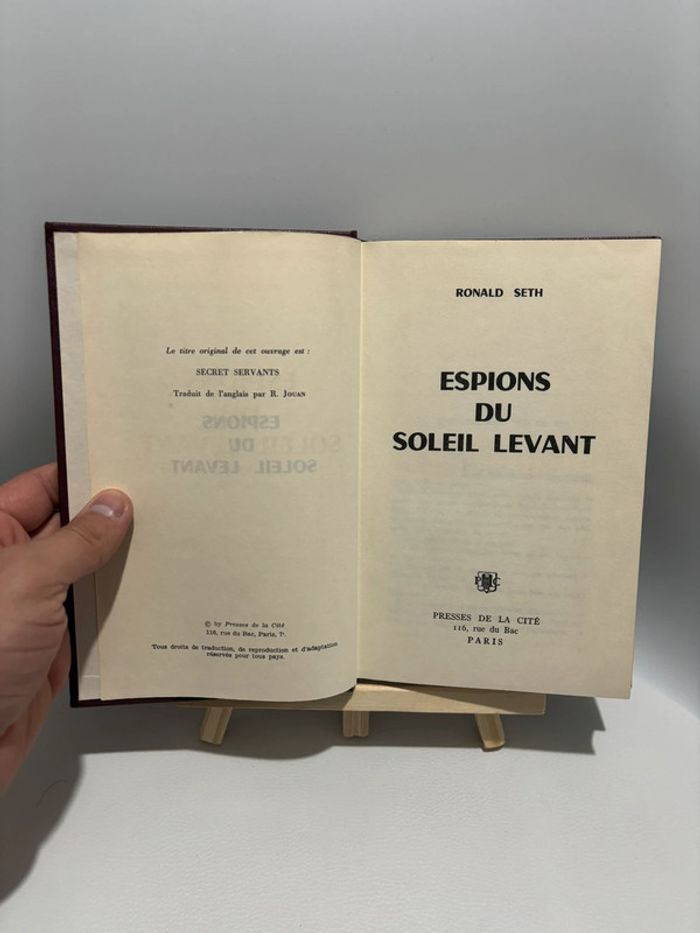 Le titre original de cet ouvrage est :
SECRET SERVANTS
Traduit de l'anglais par R. JOUAN
© by Presses de la Cité
116, rue du Bac, Paris, 7e.
Tous droits de traduction, de reproduction et d'adaptation
réservés pour tous pays.
RONALD SETH
ESPIONS
DU
SOLEIL LEVANT
PRESSES DE LA CITÉ
116, rue du Bac
PARIS